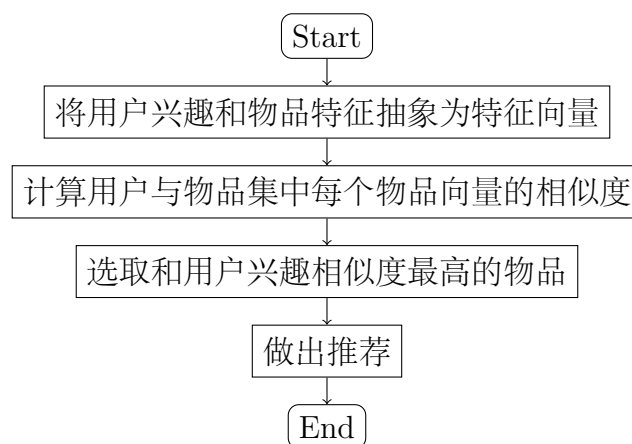 Start
将用户兴趣和物品特征抽象为特征向量
计算用户与物品集中每个物品向量的相似度
选取和用户兴趣相似度最高的物品
做出推荐
End